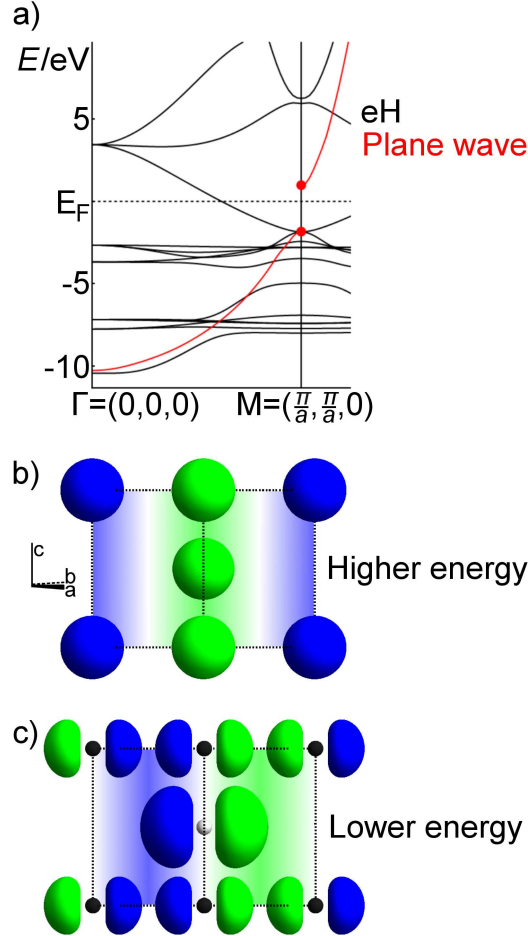 a)
E/eV
5
eH
Plane wave
E_F
-5
-10
Γ=(0,0,0) M=(π/a,π/a,0)
b)
c
b
a
Higher energy
c)
Lower energy